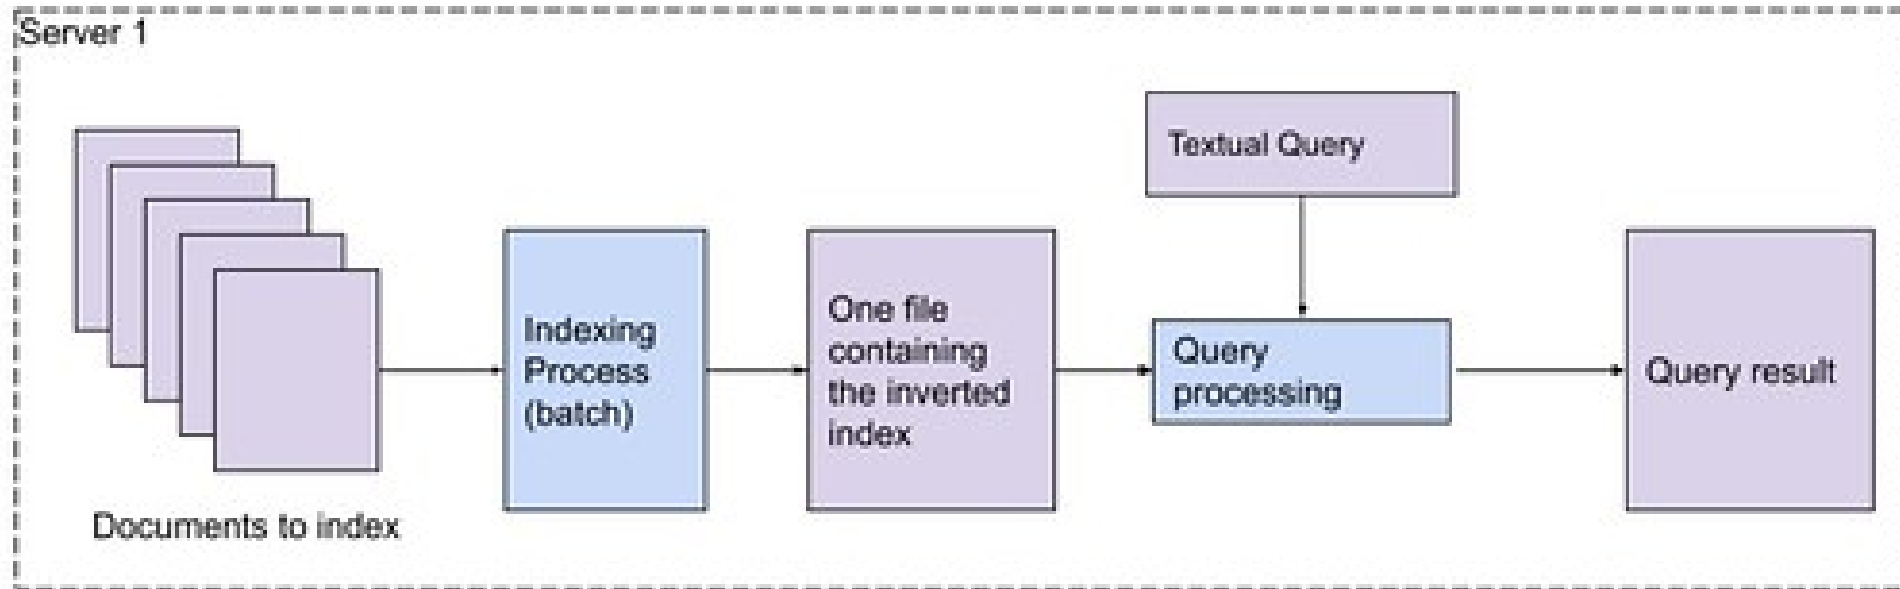 Server 1
Textual Query
Indexing
Process
(batch)
One file
containing
the inverted
index
Query
processing
Query result
Documents to index